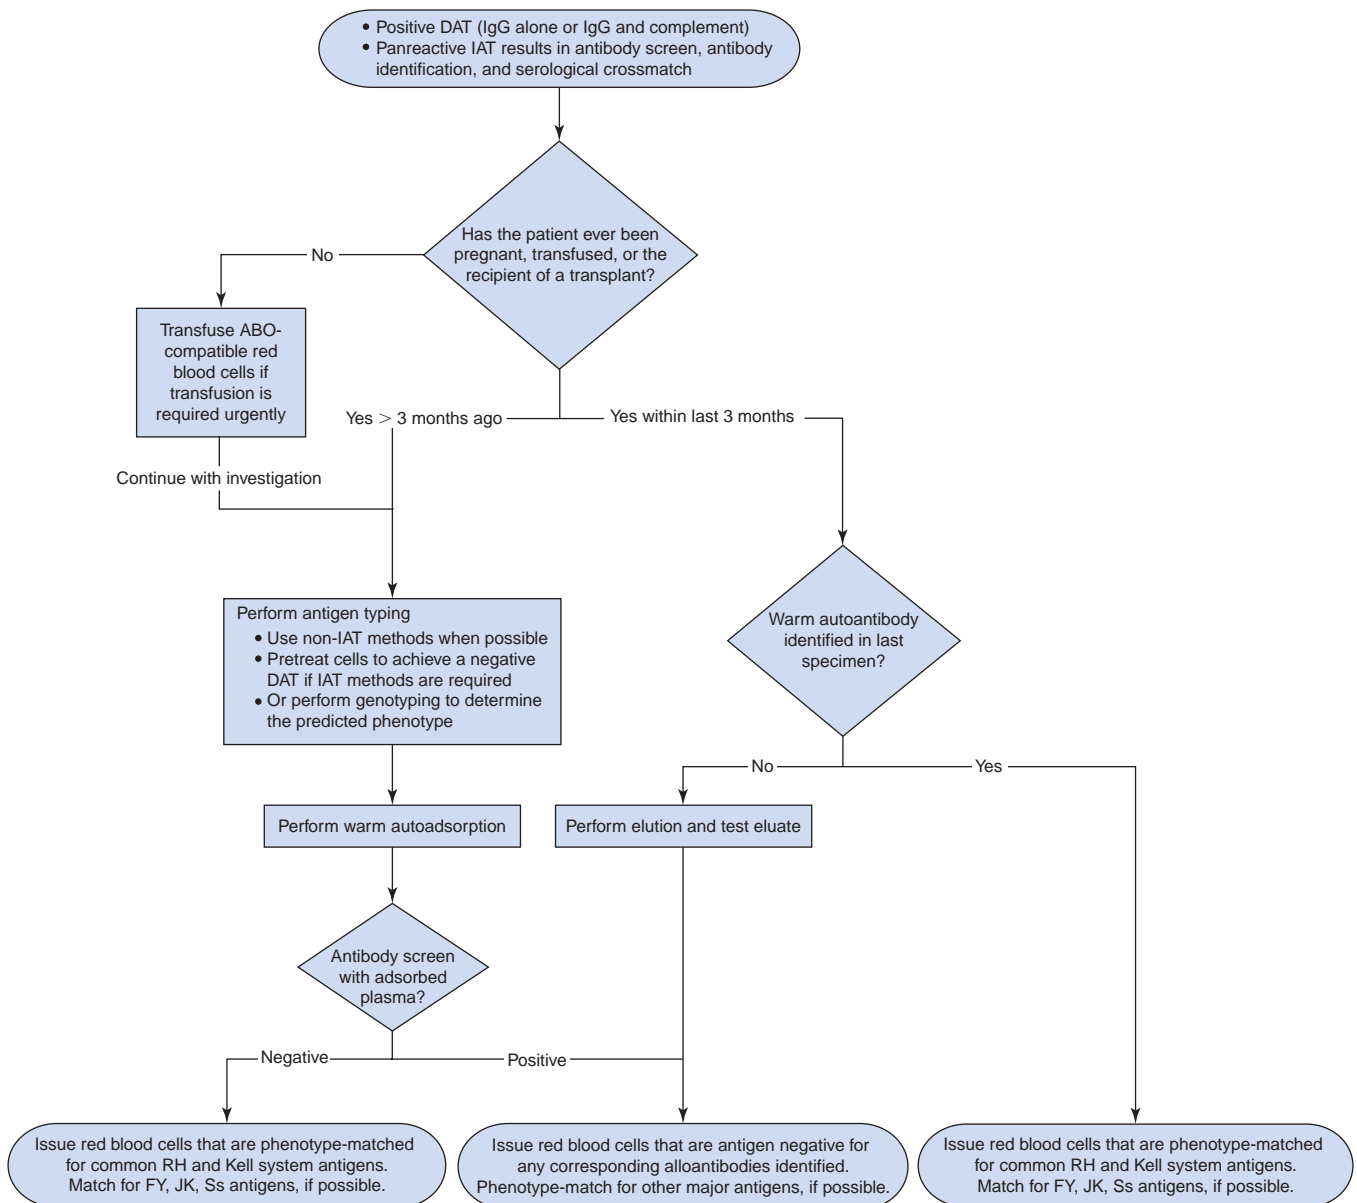 • Positive DAT (IgG alone or IgG and complement)
• Panreactive IAT results in antibody screen, antibody
identification, and serological crossmatch
Has the patient ever been
pregnant, transfused, or the
recipient of a transplant?
No
Transfuse ABO-
compatible red
blood cells if
transfusion is
required urgently
Yes > 3 months ago
Yes within last 3 months
Continue with investigation
Perform antigen typing
• Use non-IAT methods when possible
• Pretreat cells to achieve a negative
DAT if IAT methods are required
• Or perform genotyping to determine
the predicted phenotype
Warm autoantibody
identified in last
specimen?
No
Yes
Perform warm autoadsorption
Perform elution and test eluate
Antibody screen
with adsorbed
plasma?
Negative
Positive
Issue red blood cells that are phenotype-matched
for common RH and Kell system antigens.
Match for FY, JK, Ss antigens, if possible.
Issue red blood cells that are antigen negative for
any corresponding alloantibodies identified.
Phenotype-match for other major antigens, if possible.
Issue red blood cells that are phenotype-matched
for common RH and Kell system antigens.
Match for FY, JK, Ss antigens, if possible.